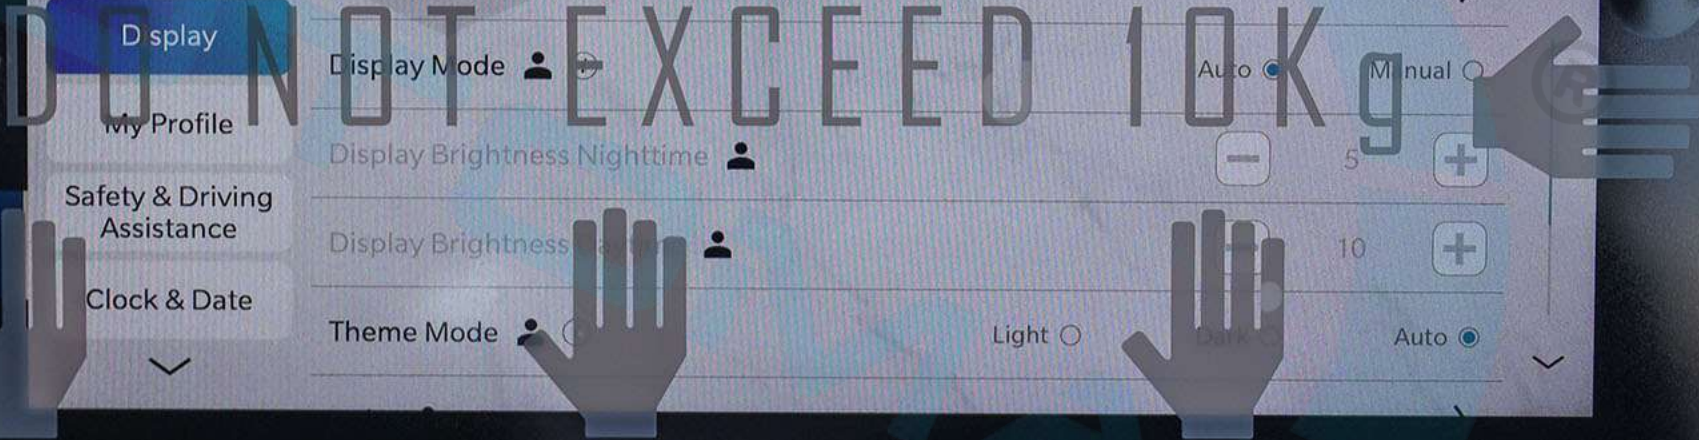 DO NOT EXCEED 10Kg
Display
Display Mode Auto Manual
My Profile
Display Brightness Nighttime 5
Safety & Driving
Assistance
Display Brightness 10
Clock & Date
Theme Mode Light Dark Auto
®